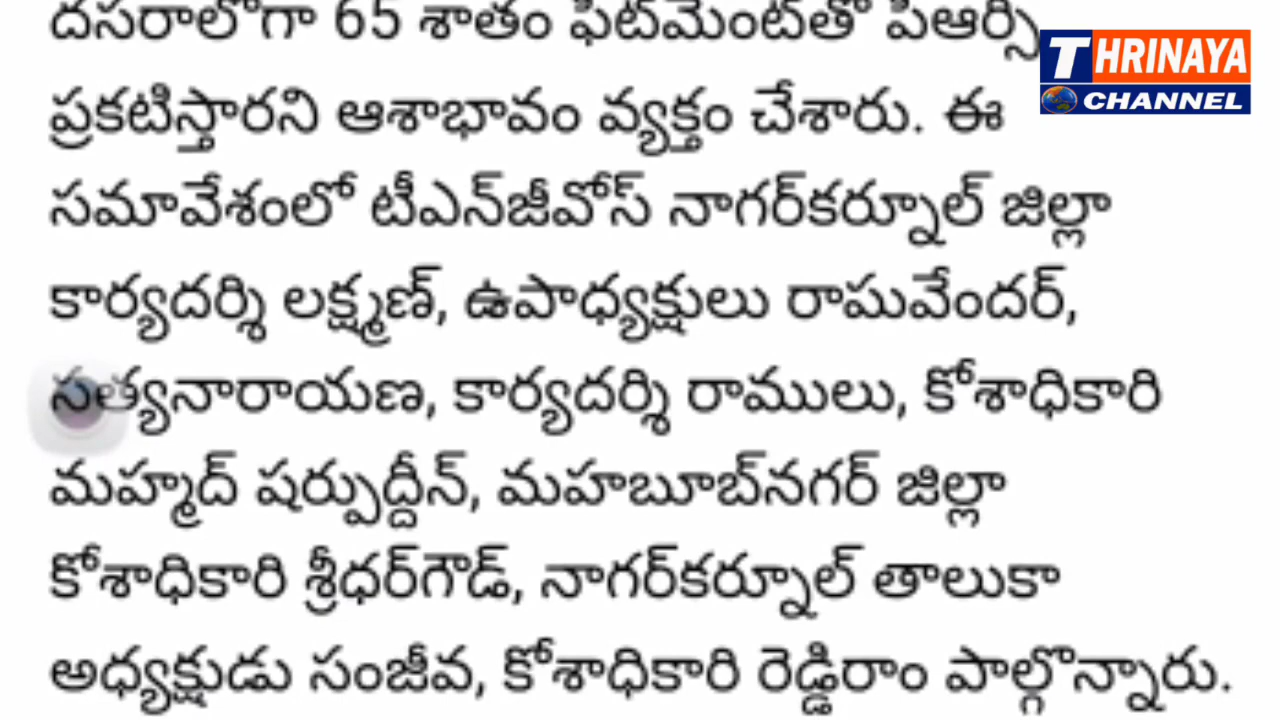 దసరాలోగా 65 శాతం ఫిట్‌మెంట్‌తో పిఆర్సి
THRINAYA
CHANNEL
ప్రకటిస్తారని ఆశాభావం వ్యక్తం చేశారు. ఈ
సమావేశంలో టీఎన్‌జీవోస్ నాగర్‌కర్నూల్ జిల్లా
కార్యదర్శి లక్ష్మణ్, ఉపాధ్యక్షులు రాఘవేందర్,
సత్యనారాయణ, కార్యదర్శి రాములు, కోశాధికారి
మహ్మద్ షర్పుద్దీన్, మహబూబ్‌నగర్ జిల్లా
కోశాధికారి శ్రీధర్‌గౌడ్, నాగర్‌కర్నూల్ తాలుకా
అధ్యక్షుడు సంజీవ, కోశాధికారి రెడ్డిరాం పాల్గొన్నారు.